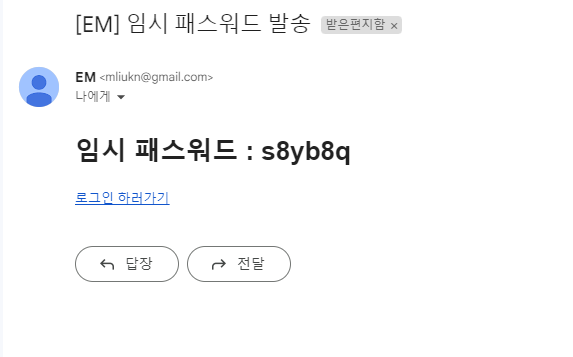 [EM] 임시 패스워드 발송 받은편지함 ×
EM <mliukn@gmail.com>
나에게
임시 패스워드 : s8yb8q
로그인 하러가기
답장 전달